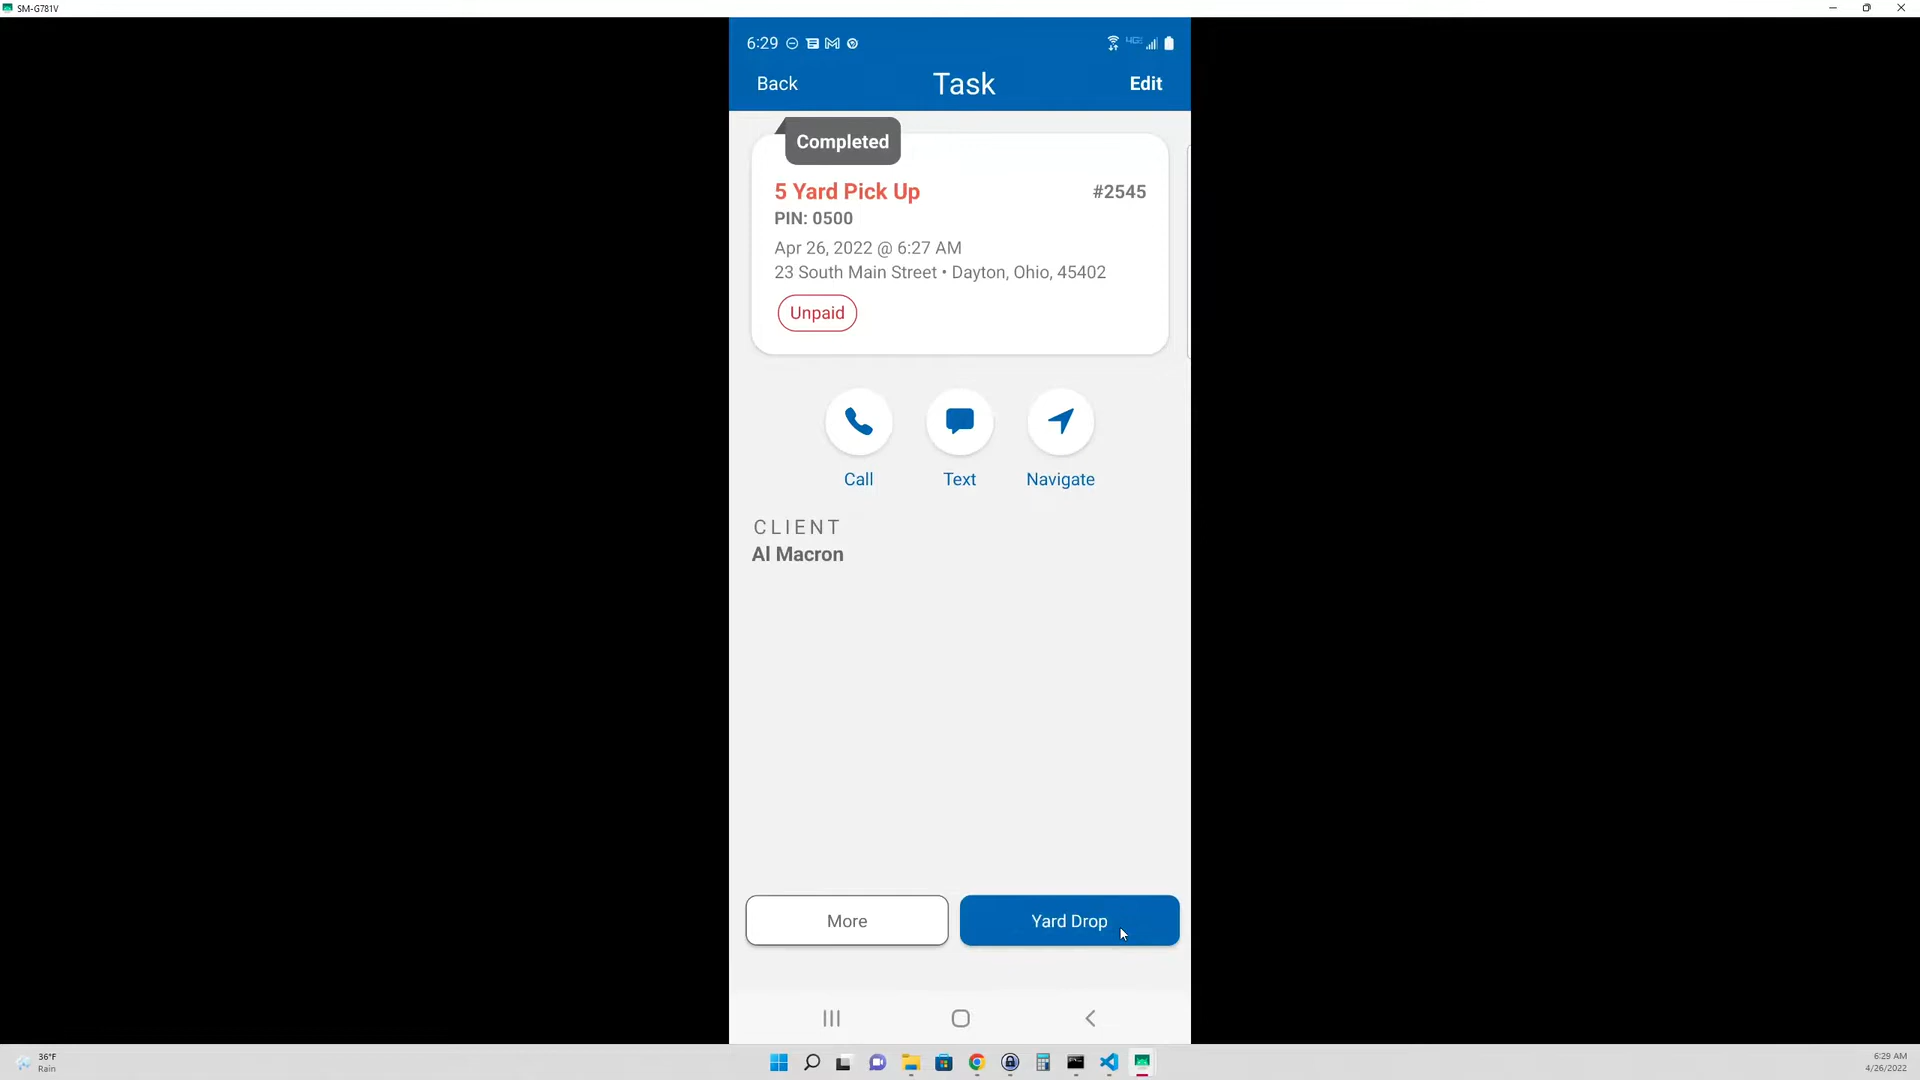 SM-G781V
6:29
Back
Task
Edit
Completed
5 Yard Pick Up
#2545
PIN: 0500
Apr 26, 2022 @ 6:27 AM
23 South Main Street • Dayton, Ohio, 45402
Unpaid
Call
Text
Navigate
CLIENT
Al Macron
More
Yard Drop
36°F
Rain
6:29 AM
4/26/2022